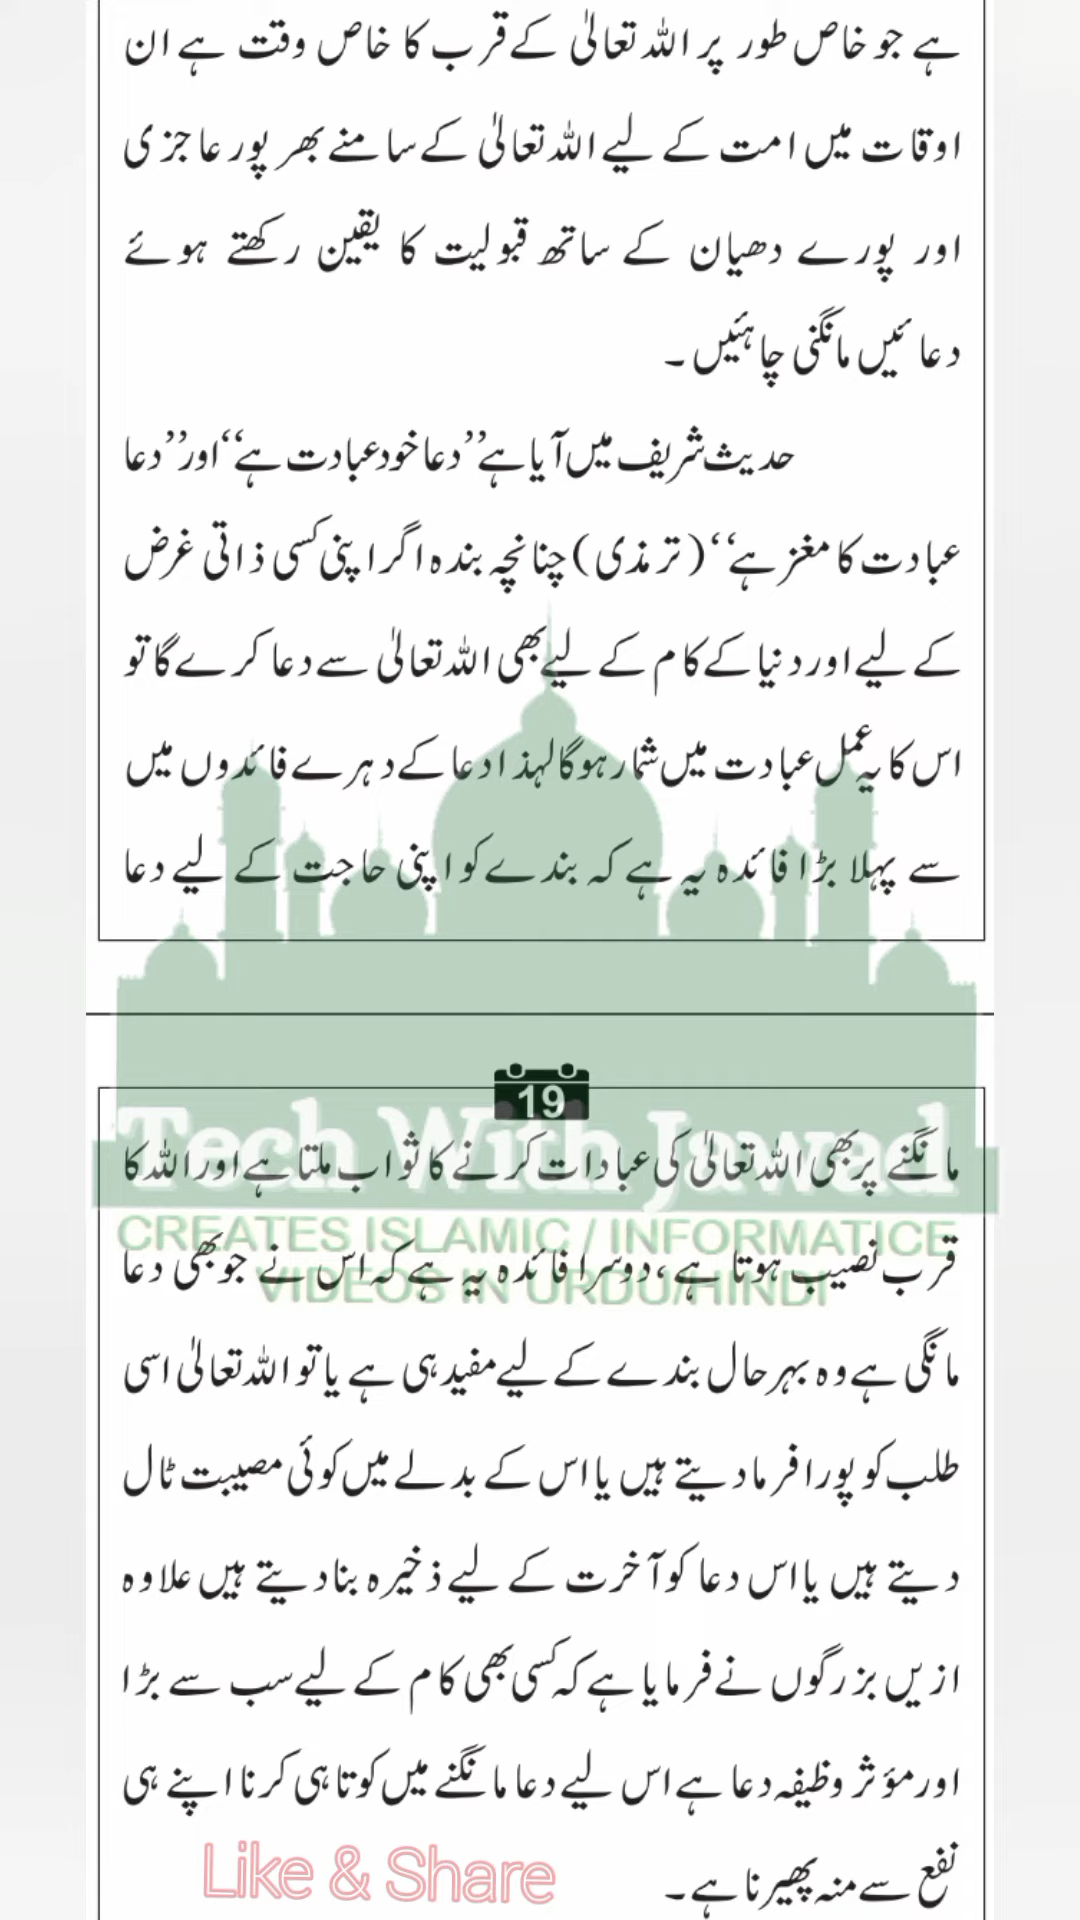 ہے جو خاص طور پر اللہ تعالیٰ کے قرب کا خاص وقت ہے ان
اوقات میں امت کے لیے اللہ تعالیٰ کے سامنے بھر پور عاجزی
اور پورے دھیان کے ساتھ قبولیت کا یقین رکھتے ہوئے
دعائیں مانگنی چاہئیں۔
حدیث شریف میں آیا ہے ’’دعا خود عبادت ہے‘‘ اور ’’دعا
عبادت کا مغز ہے‘‘ (ترمذی) چنانچہ بندہ اگر اپنی کسی ذاتی غرض
کے لیے اور دنیا کے کام کے لیے بھی اللہ تعالیٰ سے دعا کرے گا تو
اس کا یہ عمل عبادت میں شمار ہوگا لہذا دعا کے دہرے فائدوں میں
سے پہلا بڑا فائدہ یہ ہے کہ بندے کو اپنی حاجت کے لیے دعا
19
Tech With Jawad
مانگنے پر بھی اللہ تعالیٰ کی عبادات کرنے کا ثواب ملتا ہے اور اللہ کا
CREATES ISLAMIC / INFORMATICE
قرب نصیب ہوتا ہے، دوسرا فائدہ یہ ہے کہ اس نے جو بھی دعا
VIDEOS IN URDU/HINDI
مانگی ہے وہ بہر حال بندے کے لیے مفید ہی ہے یا تو اللہ تعالیٰ اسی
طلب کو پورا فرما دیتے ہیں یا اس کے بدلے میں کوئی مصیبت ٹال
دیتے ہیں یا اس دعا کو آخرت کے لیے ذخیرہ بنا دیتے ہیں علاوہ
ازیں بزرگوں نے فرمایا ہے کہ کسی بھی کام کے لیے سب سے بڑا
اور مؤثر وظیفہ دعا ہے اس لیے دعا مانگنے میں کوتاہی کرنا اپنے ہی
نفع سے منہ پھیرنا ہے۔
Like & Share